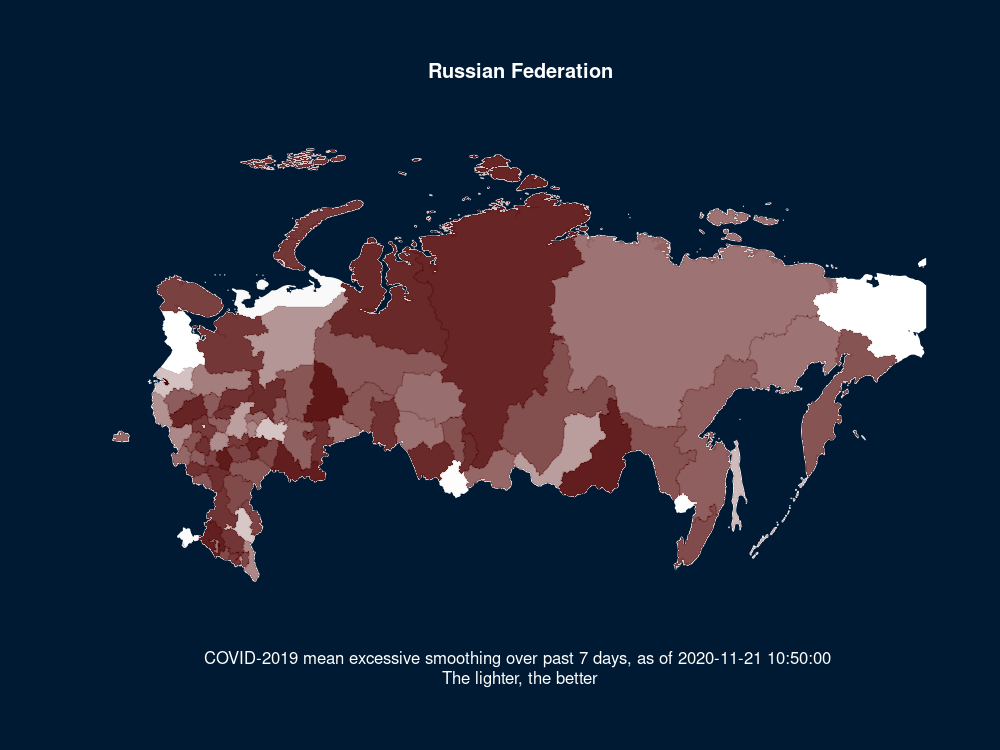 Russian Federation
COVID-2019 mean excessive smoothing over past 7 days, as of 2020-11-21 10:50:00
The lighter, the better